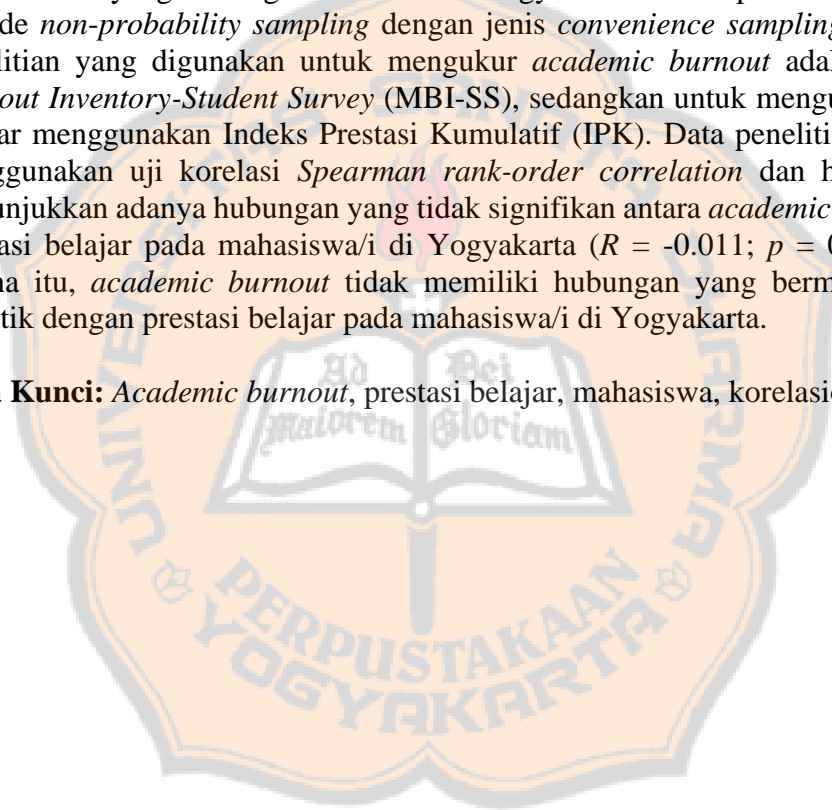 de non-probability sampling dengan jenis convenience sampling
litian yang digunakan untuk mengukur academic burnout adal
out Inventory-Student Survey (MBI-SS), sedangkan untuk mengu
ar menggunakan Indeks Prestasi Kumulatif (IPK). Data peneliti
ggunakan uji korelasi Spearman rank-order correlation dan h
unjukkan adanya hubungan yang tidak signifikan antara academic
asi belajar pada mahasiswa/i di Yogyakarta (R = -0.011; p = 0
na itu, academic burnout tidak memiliki hubungan yang berm
tik dengan prestasi belajar pada mahasiswa/i di Yogyakarta.
Kunci: Academic burnout, prestasi belajar, mahasiswa, korelasi
UNIVERSITAS SANATA DHARMA
Ad Dei
Maiorem Gloriam
PERPUSTAKAAN
YOGYAKARTA